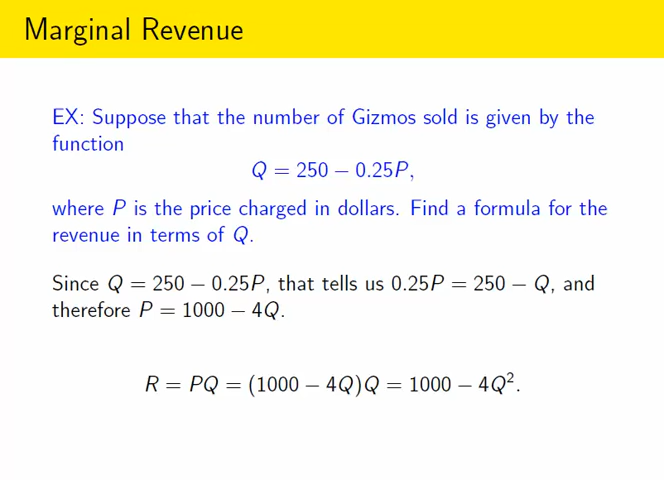 Marginal Revenue
EX: Suppose that the number of Gizmos sold is given by the
function
Q = 250 − 0.25P,
where P is the price charged in dollars. Find a formula for the
revenue in terms of Q.
Since Q = 250 − 0.25P, that tells us 0.25P = 250 − Q, and
therefore P = 1000 − 4Q.
R = PQ = (1000 − 4Q)Q = 1000 − 4Q².